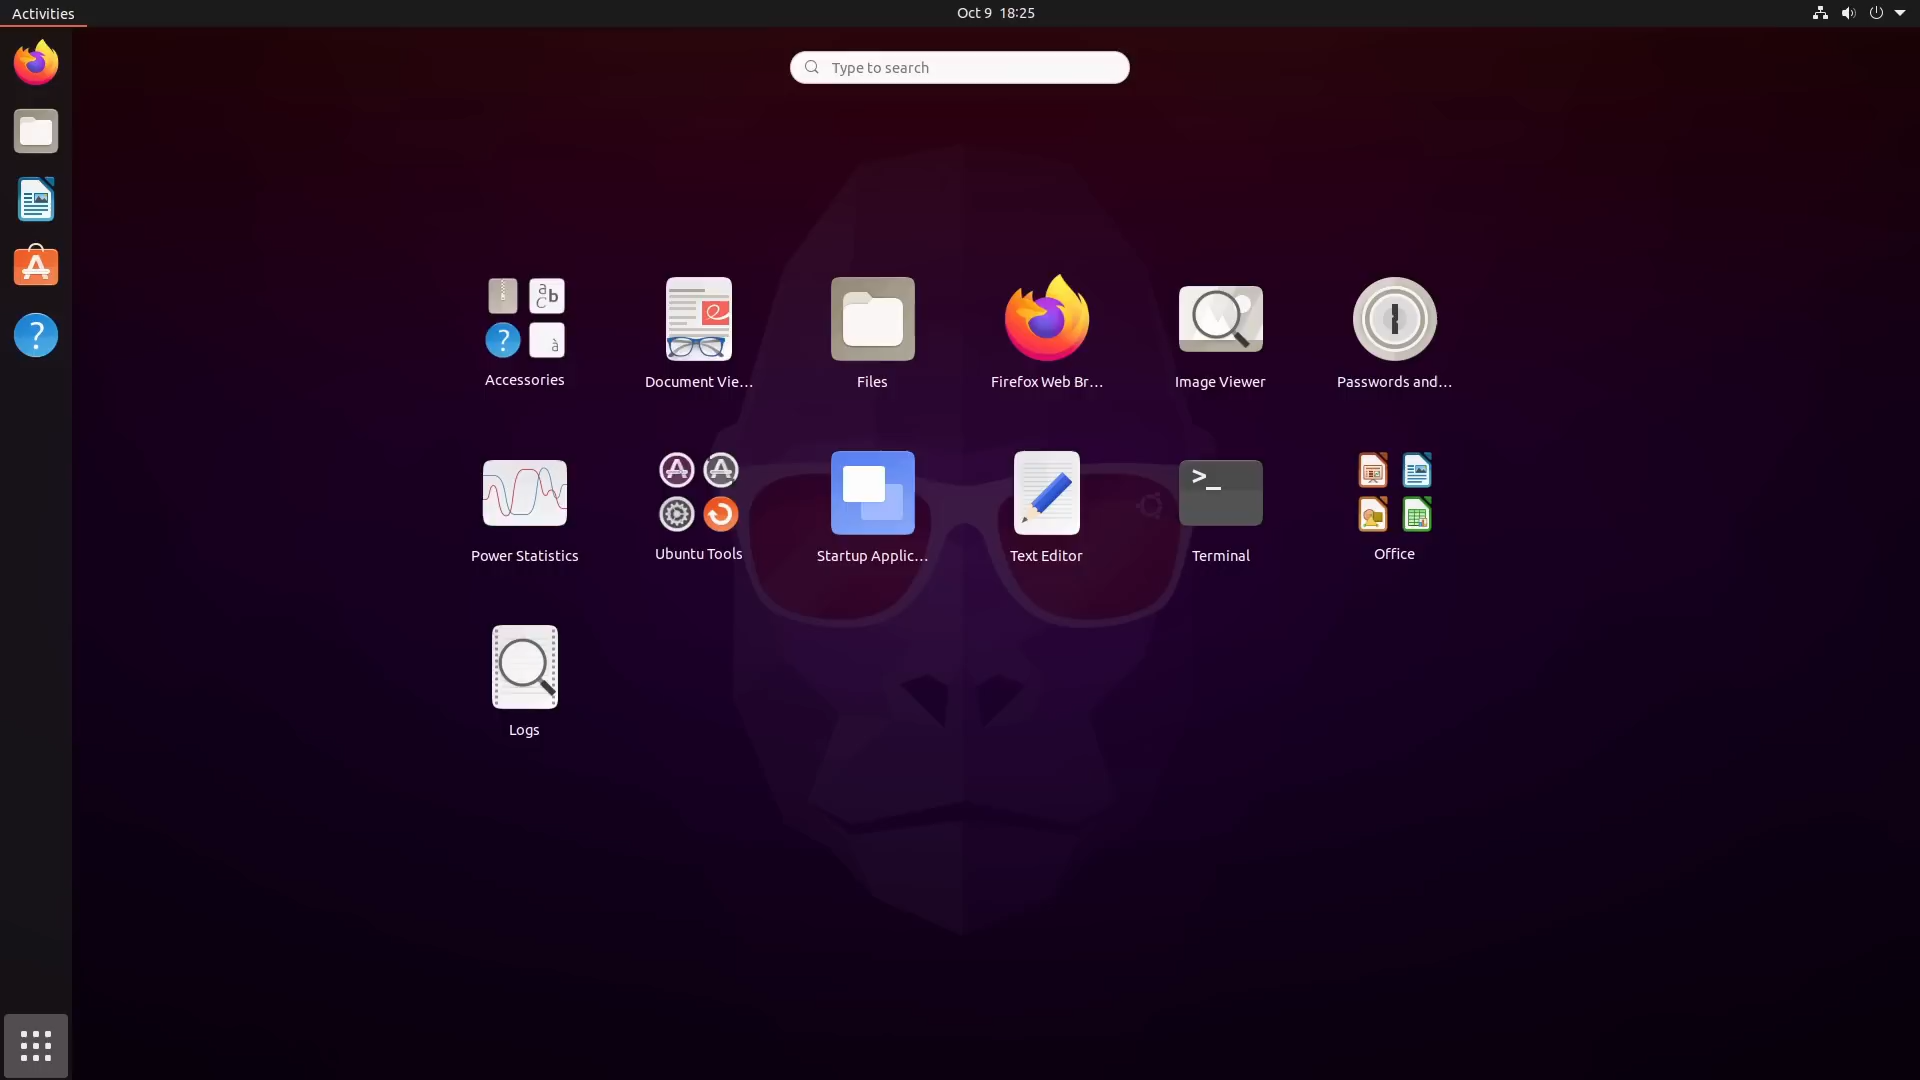 Activities
Oct 9 18:25
Type to search
Accessories
Document Vie...
Files
Firefox Web Br...
Image Viewer
Passwords and...
Power Statistics
Ubuntu Tools
Startup Applic...
Text Editor
Terminal
Office
Logs